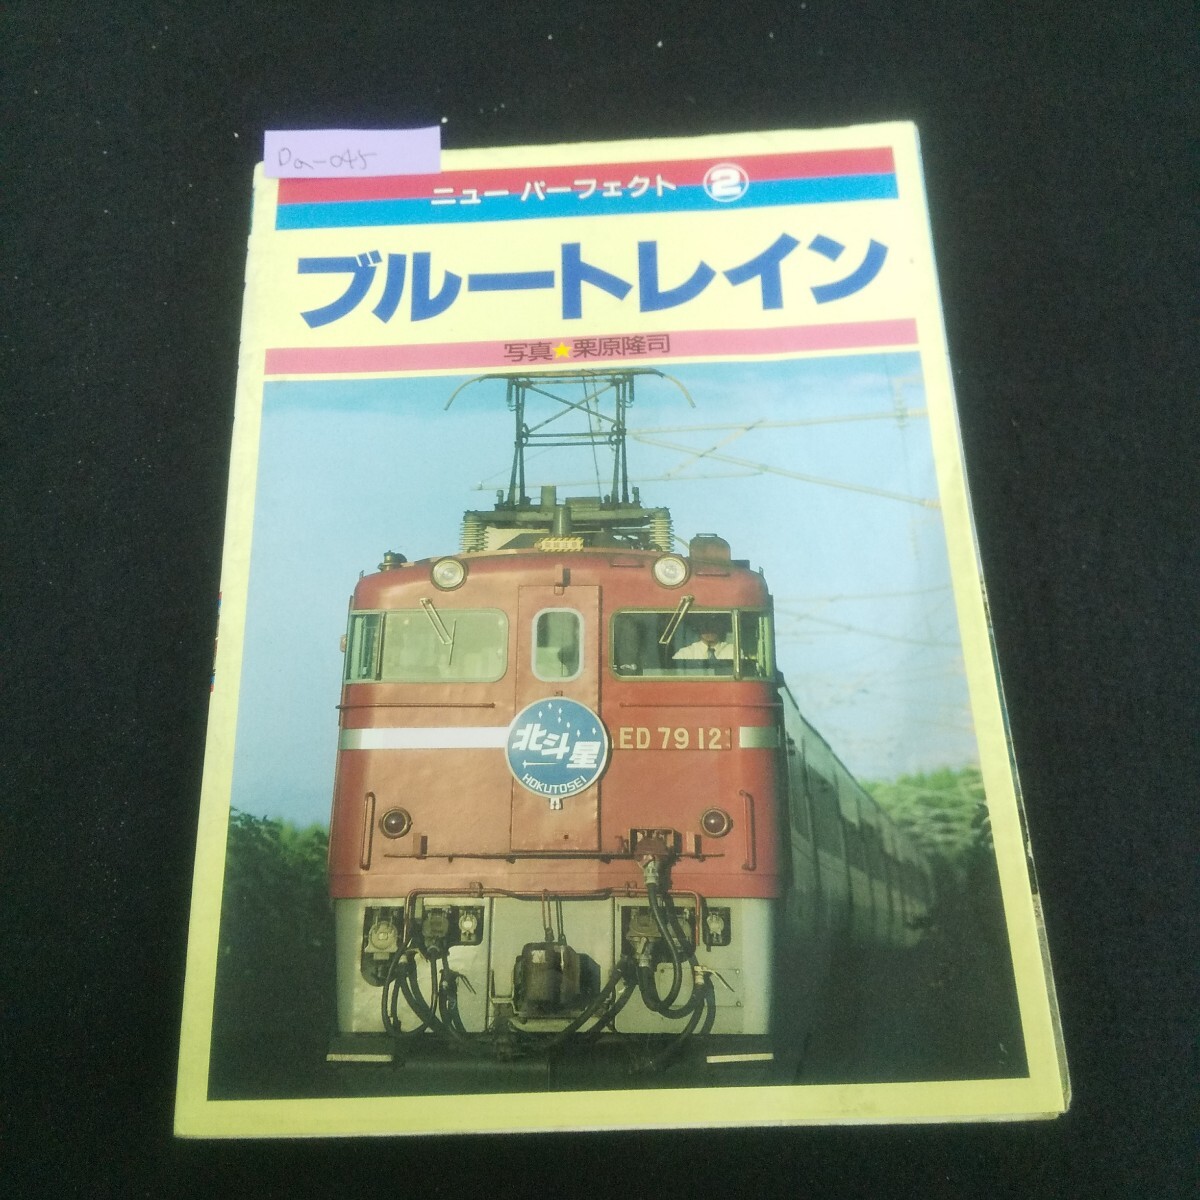 Da-045
ニュー パーフェクト ②
ブルートレイン
写真★栗原隆司
北斗星
HOKUTOSEI
ED 79 12